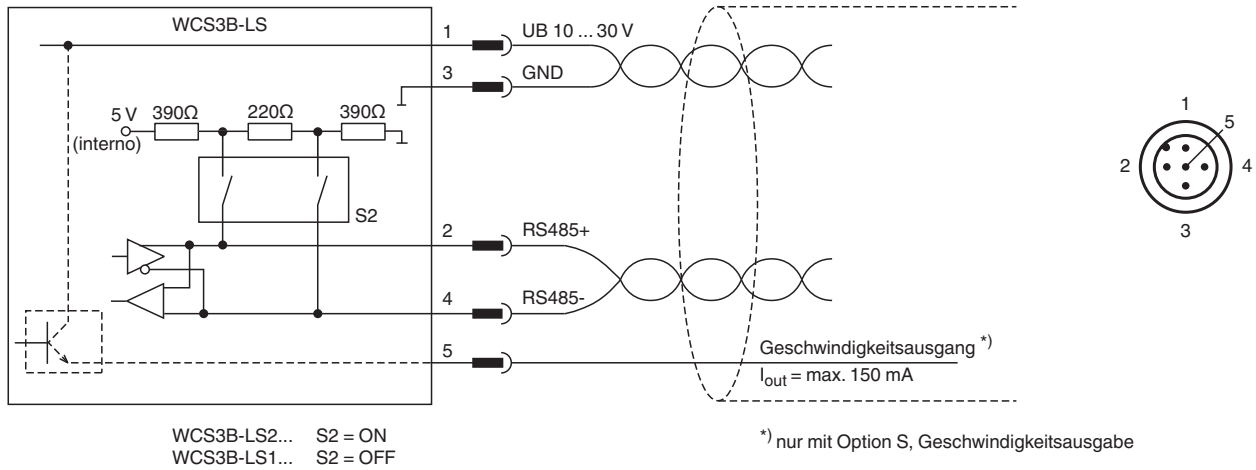 WCS3B-LS
1
UB 10 ... 30 V
3
GND
5 V
(interno)
390Ω
220Ω
390Ω
S2
2
RS485+
4
RS485-
5
Geschwindigkeitsausgang *)
Iout = max. 150 mA
1
5
2
4
3
WCS3B-LS2... S2 = ON
WCS3B-LS1... S2 = OFF
*) nur mit Option S, Geschwindigkeitsausgabe